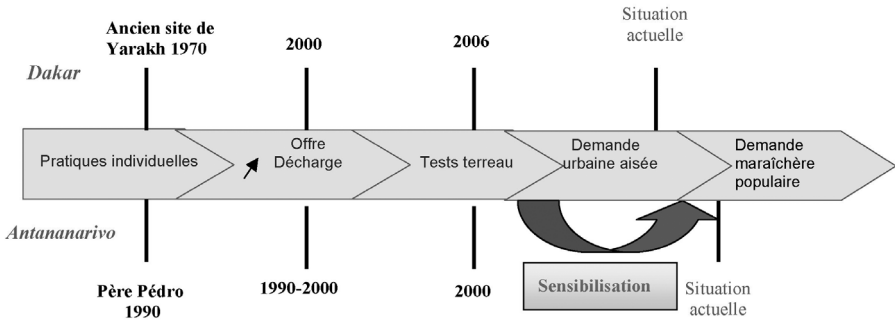 Situation
actuelle
Ancien site de
Yarakh 1970
2000
2006
Dakar
Pratiques individuelles
Offre
Décharge
Tests terreau
Demande
urbaine aisée
Demande
maraîchère
populaire
Antananarivo
Père Pédro
1990
1990-2000
2000
Sensibilisation
Situation
actuelle